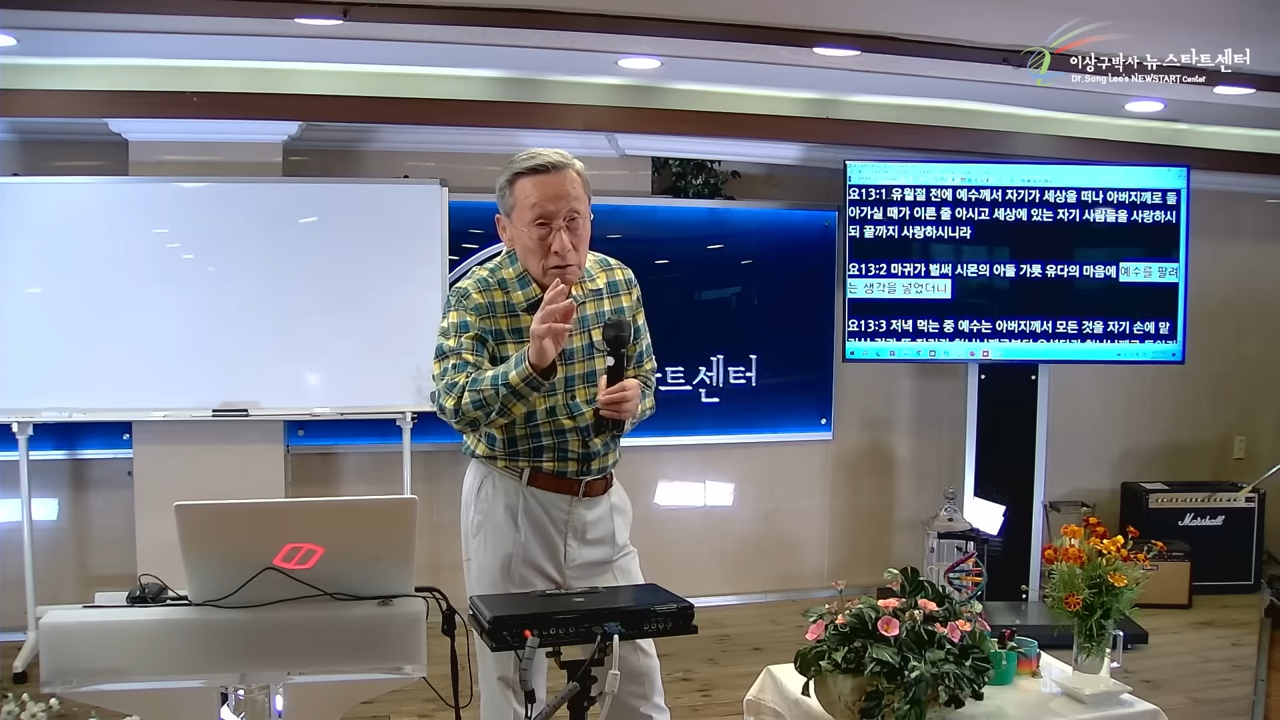 이상구박사 뉴스타트센터
Dr. Sang Lee's NEWSTART Center
요13:1 유월절 전에 예수께서 자기가 세상을 떠나 아버지께로 돌
아가실 때가 이른 줄 아시고 세상에 있는 자기 사람들을 사랑하시
되 끝까지 사랑하시니라
요13:2 마귀가 벌써 시몬의 아들 가룟 유다의 마음에 예수를 팔려
는 생각을 넣었더니
요13:3 저녁 먹는 중 예수는 아버지께서 모든 것을 자기 손에 맡
타트센터
Marshall